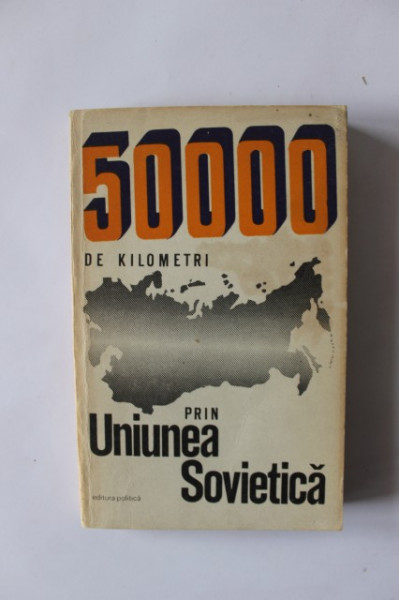 50000
DE KILOMETRI
PRIN
Uniunea
Sovietică
editura politică